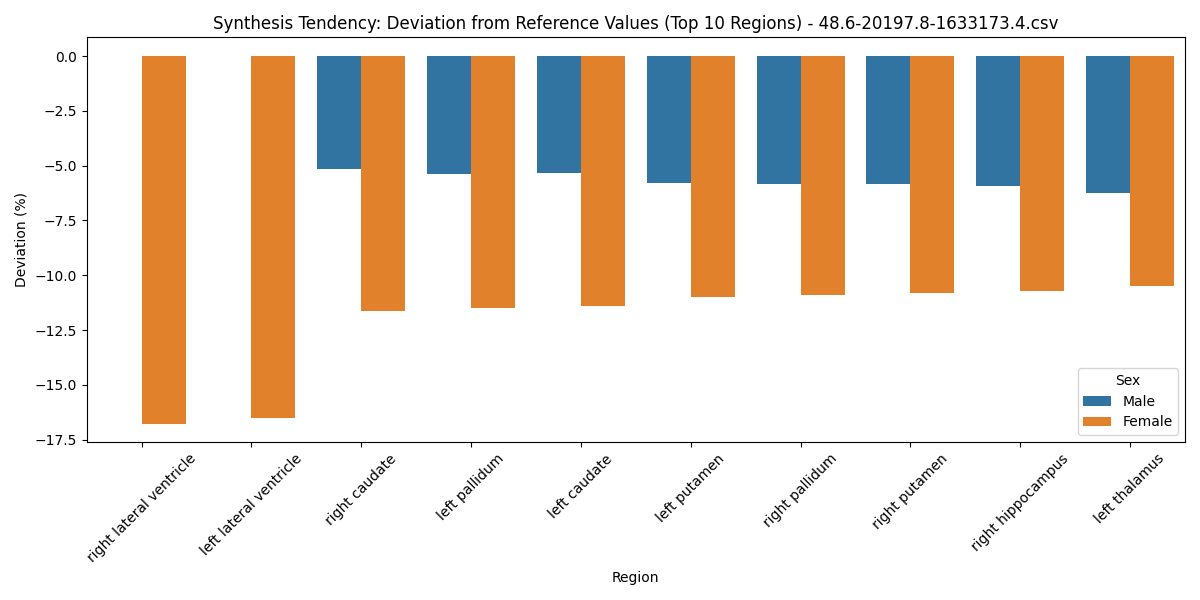 Synthesis Tendency: Deviation from Reference Values (Top 10 Regions) - 48.6-20197.8-1633173.4.csv
Deviation (%)
0.0
−2.5
−5.0
−7.5
−10.0
−12.5
−15.0
−17.5
Sex
Male
Female
right lateral ventricle
left lateral ventricle
right caudate
left pallidum
left caudate
left putamen
right pallidum
right putamen
right hippocampus
left thalamus
Region